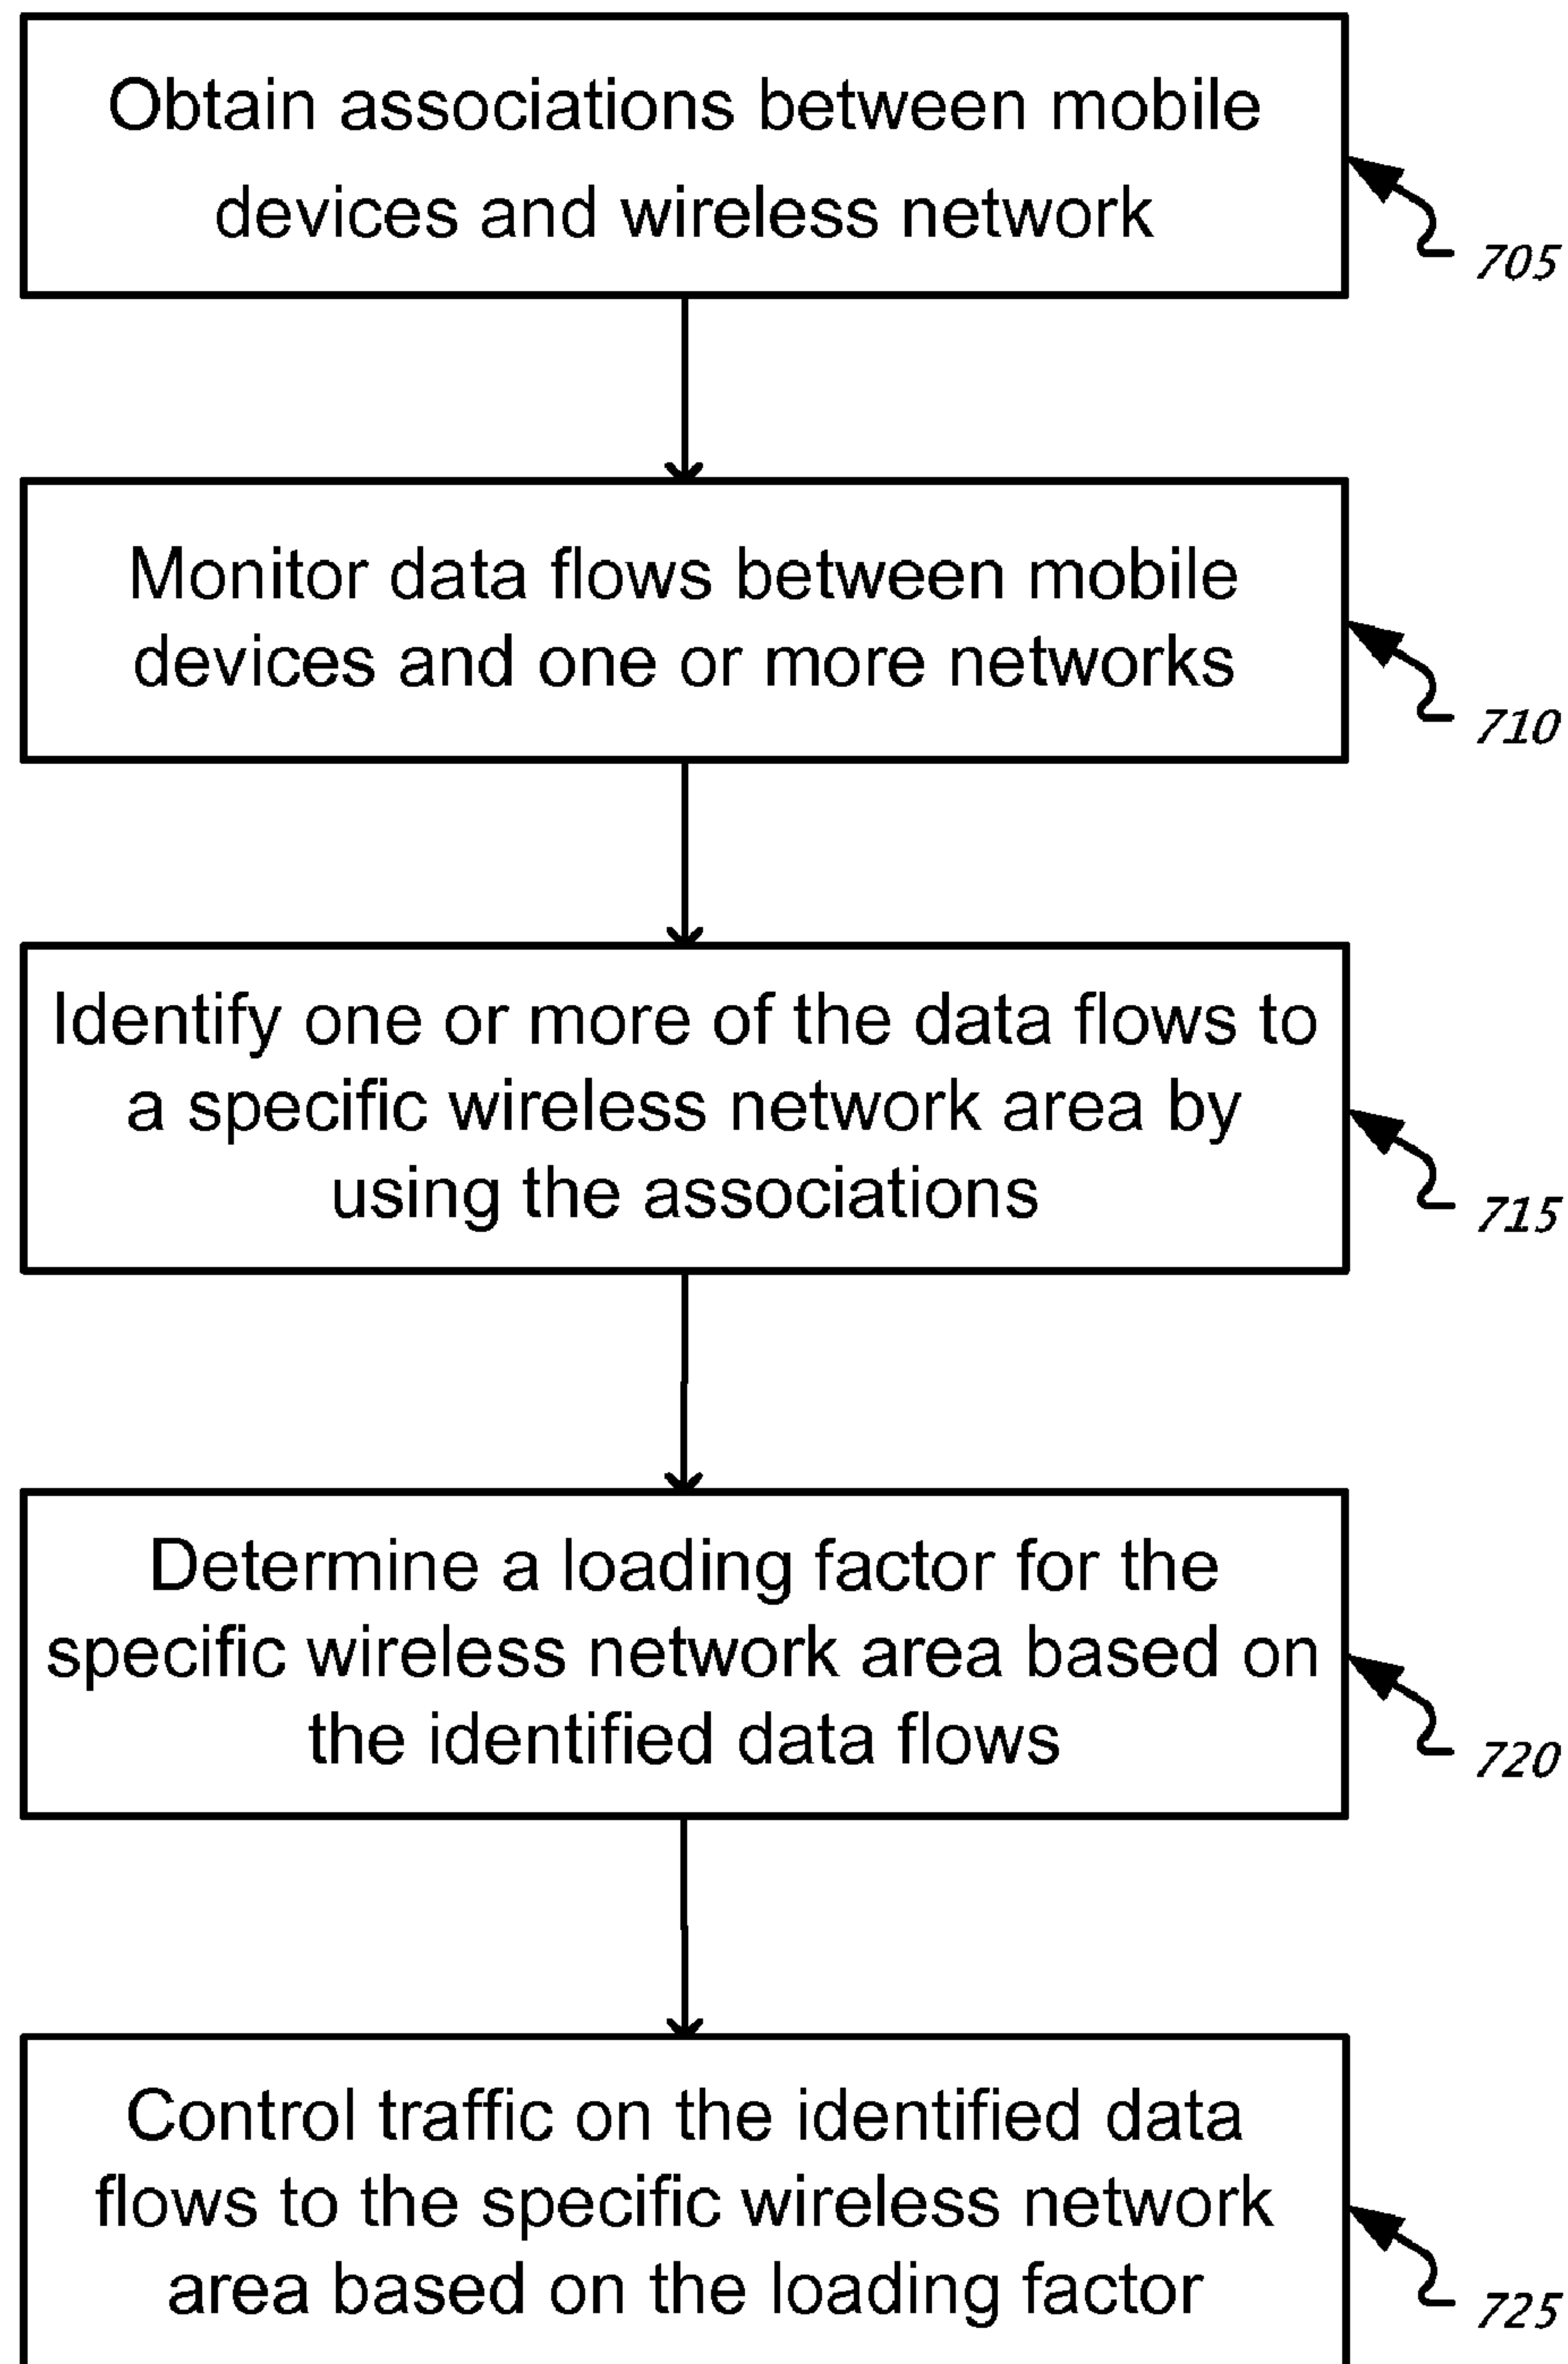 Obtain associations between mobile
devices and wireless network
705
Monitor data flows between mobile
devices and one or more networks
710
Identify one or more of the data flows to
a specific wireless network area by
using the associations
715
Determine a loading factor for the
specific wireless network area based on
the identified data flows
720
Control traffic on the identified data
flows to the specific wireless network
area based on the loading factor
725